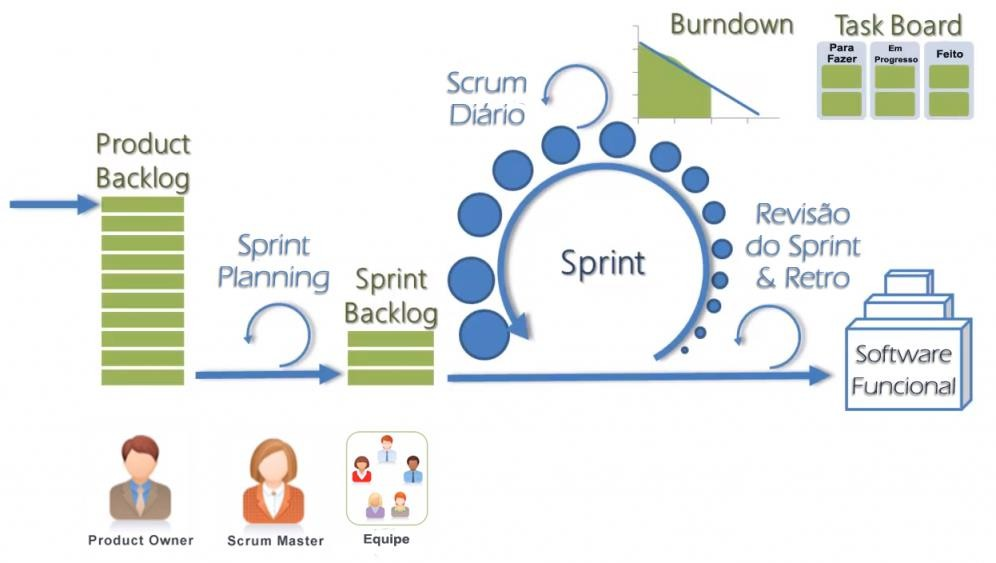 Burndown
Task Board
Para
Fazer
Em
Progresso
Feito
Scrum
Diário
Product
Backlog
Sprint
Planning
Sprint
Backlog
Sprint
Revisão
do Sprint
& Retro
Software
Funcional
Product Owner
Scrum Master
Equipe